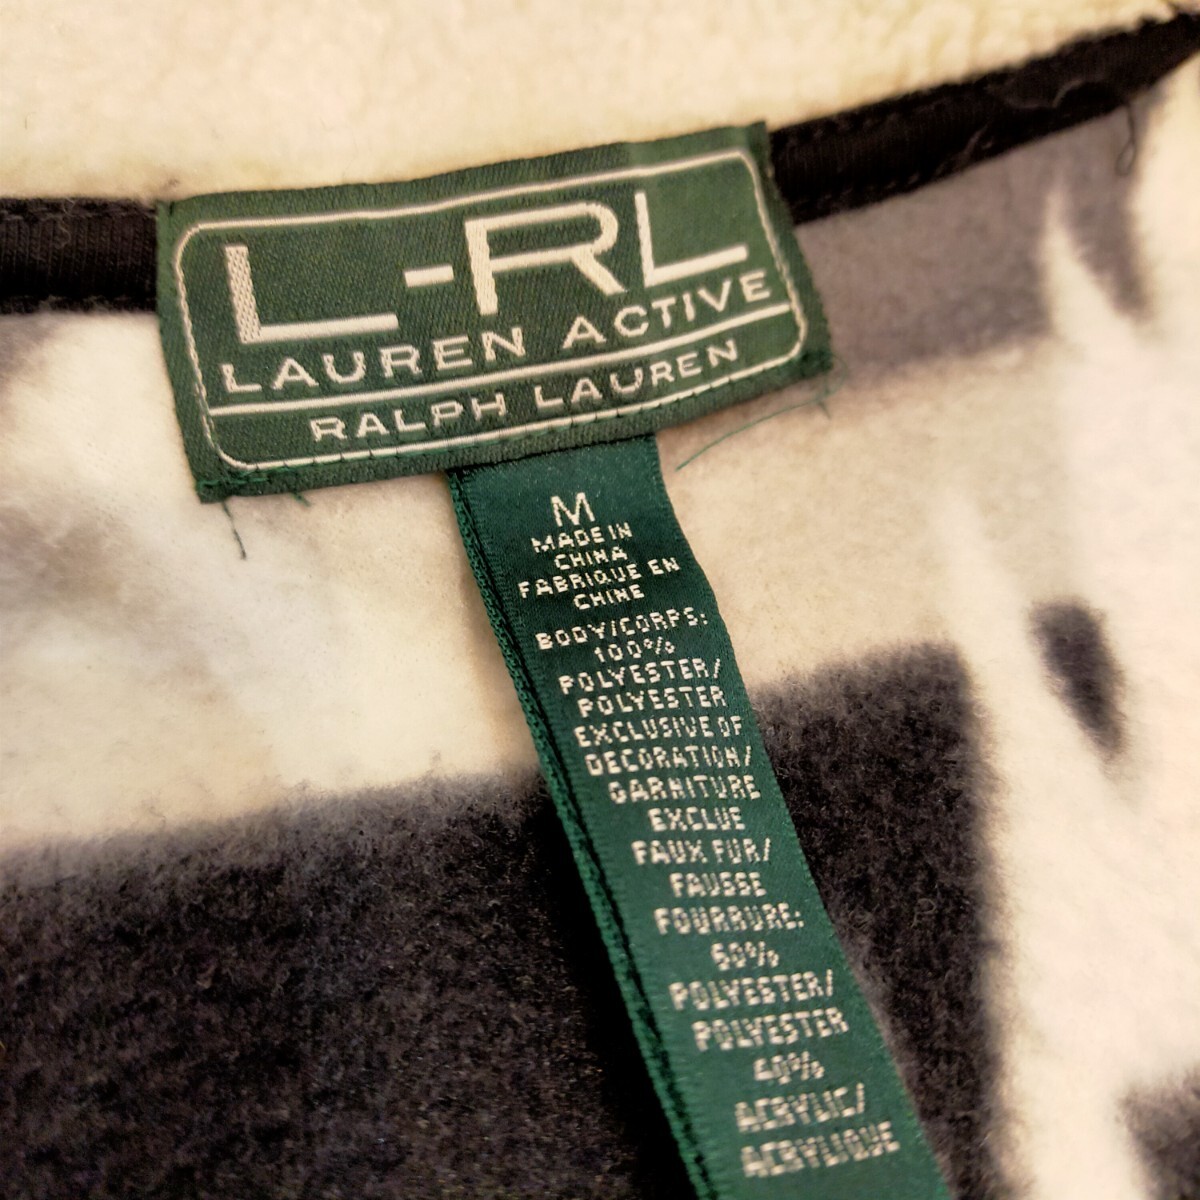 L-RL
LAUREN ACTIVE
RALPH LAUREN
M
MADE IN
CHINA
FABRIQUE EN
CHINE
BODY/CORPS:
100%
POLYESTER/
POLYESTER
EXCLUSIVE OF
DECORATION/
GARNITURE
EXCLUE
FAUX FUR/
FAUSSE
FOURRURE:
60%
POLYESTER/
POLYESTER
40%
ACRYLIC/
ACRYLIQUE